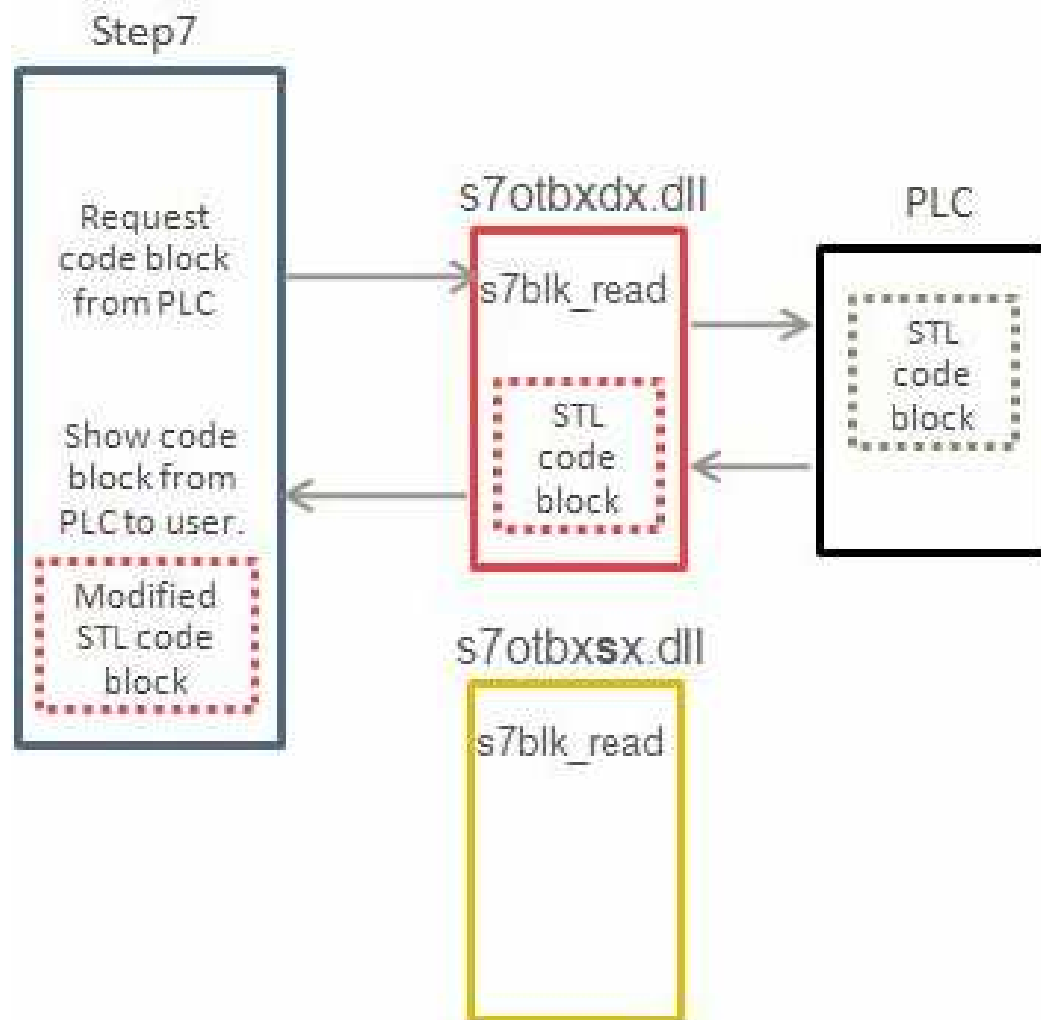 Step7
Request
code block
from PLC
Show code
block from
PLC to user.
Modified
STL code
block
s7otbxdx.dll
s7blk_read
STL
code
block
s7otbxsx.dll
s7blk_read
PLC
STL
code
block